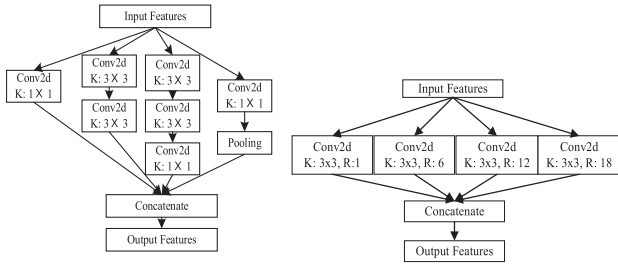 Input Features
Conv2d
K: 1 X 1
Conv2d
K: 3 X 3
Conv2d
K: 3 X 3
Conv2d
K: 3 X 3
Conv2d
K: 3 X 3
Conv2d
K: 1 X 1
Conv2d
K: 1 X 1
Pooling
Concatenate
Output Features
Input Features
Conv2d
K: 3x3, R:1
Conv2d
K: 3x3, R: 6
Conv2d
K: 3x3, R: 12
Conv2d
K: 3x3, R: 18
Concatenate
Output Features